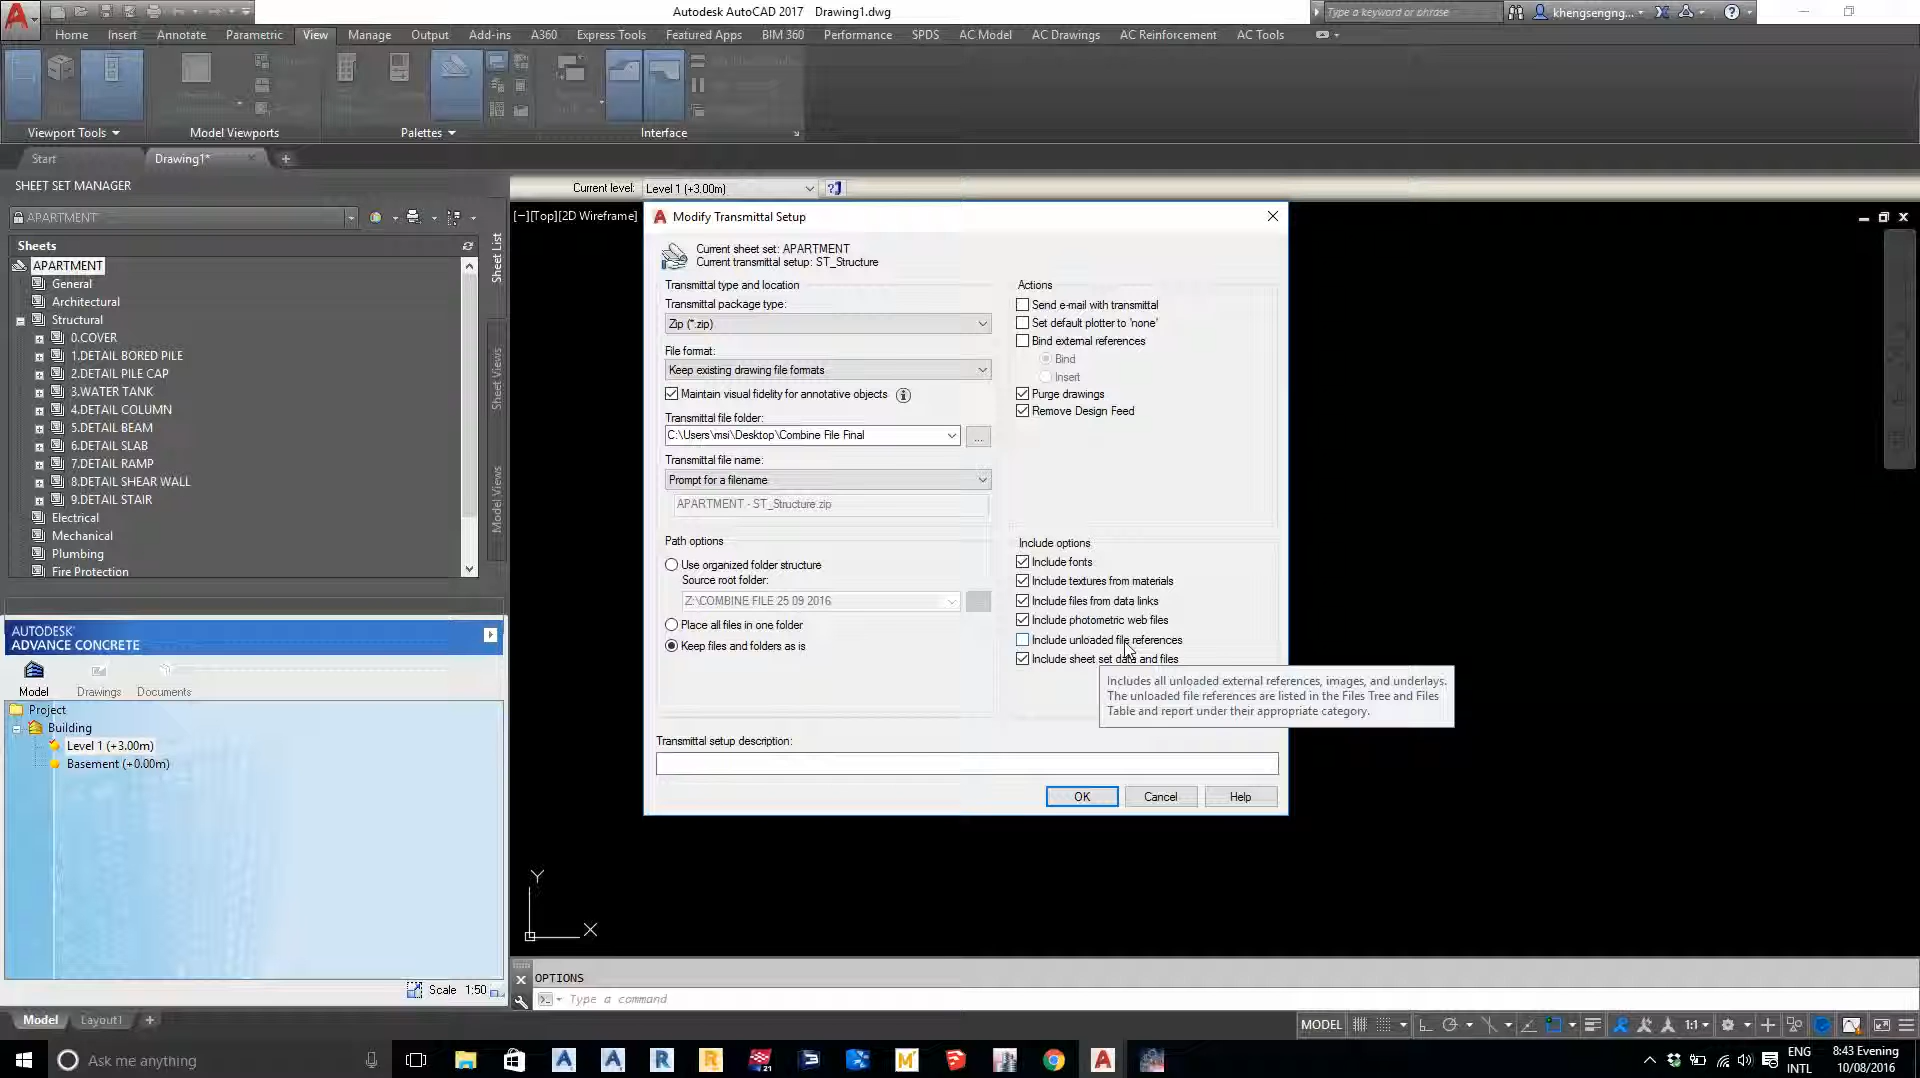 Autodesk AutoCAD 2017    Drawing1.dwg
Type a keyword or phrase
khengsengng...
Home
Insert
Annotate
Parametric
View
Manage
Output
Add-ins
A360
Express Tools
Featured Apps
BIM 360
Performance
SPDS
AC Model
AC Drawings
AC Reinforcement
AC Tools
Viewport Tools
Model Viewports
Palettes
Interface
Start
Drawing1*
SHEET SET MANAGER
APARTMENT
Sheets
APARTMENT
General
Architectural
Structural
0.COVER
1.DETAIL BORED PILE
2.DETAIL PILE CAP
3.WATER TANK
4.DETAIL COLUMN
5.DETAIL BEAM
6.DETAIL SLAB
7.DETAIL RAMP
8.DETAIL SHEAR WALL
9.DETAIL STAIR
Electrical
Mechanical
Plumbing
Fire Protection
Sheet List
Sheet Views
Model Views
AUTODESK®
ADVANCE CONCRETE
Model
Drawings
Documents
Project
Building
Level 1 (+3.00m)
Basement (+0.00m)
Scale 1:50
Current level:
Level 1 (+3.00m)
[−][Top][2D Wireframe]
Modify Transmittal Setup
Current sheet set: APARTMENT
Current transmittal setup: ST_Structure
Transmittal type and location
Transmittal package type:
Zip (*.zip)
File format:
Keep existing drawing file formats
Maintain visual fidelity for annotative objects
Transmittal file folder:
C:\Users\msi\Desktop\Combine File Final
...
Transmittal file name:
Prompt for a filename
APARTMENT - ST_Structure.zip
Path options
Use organized folder structure
Source root folder:
Z:\COMBINE FILE 25 09 2016
Place all files in one folder
Keep files and folders as is
Actions
Send e-mail with transmittal
Set default plotter to 'none'
Bind external references
Bind
Insert
Purge drawings
Remove Design Feed
Include options
Include fonts
Include textures from materials
Include files from data links
Include photometric web files
Include unloaded file references
Include sheet set data and files
Includes all unloaded external references, images, and underlays.
The unloaded file references are listed in the Files Tree and Files
Table and report under their appropriate category.
Transmittal setup description:
OK
Cancel
Help
Y
X
OPTIONS
Type a command
Model
Layout1
MODEL
1:1
Ask me anything
21
ENG
INTL
8:43 Evening
10/08/2016